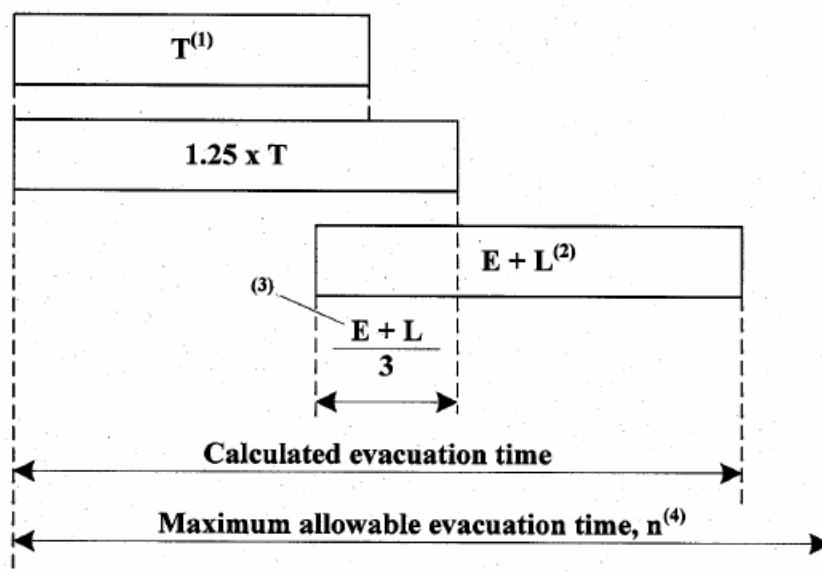 T(1)
1.25 x T
E + L(2)
(3)
E + L
3
Calculated evacuation time
Maximum allowable evacuation time, n(4)